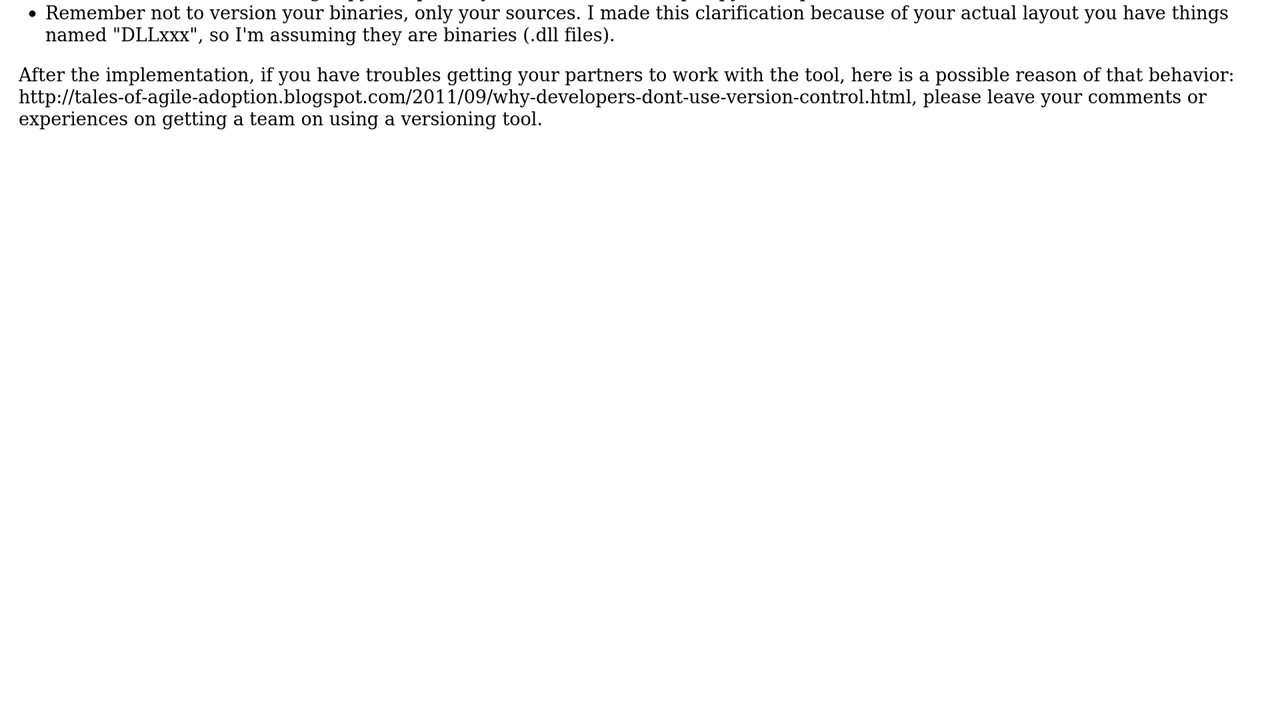 • Remember not to version your binaries, only your sources. I made this clarification because of your actual layout you have things
named "DLLxxx", so I'm assuming they are binaries (.dll files).
After the implementation, if you have troubles getting your partners to work with the tool, here is a possible reason of that behavior:
http://tales-of-agile-adoption.blogspot.com/2011/09/why-developers-dont-use-version-control.html, please leave your comments or
experiences on getting a team on using a versioning tool.